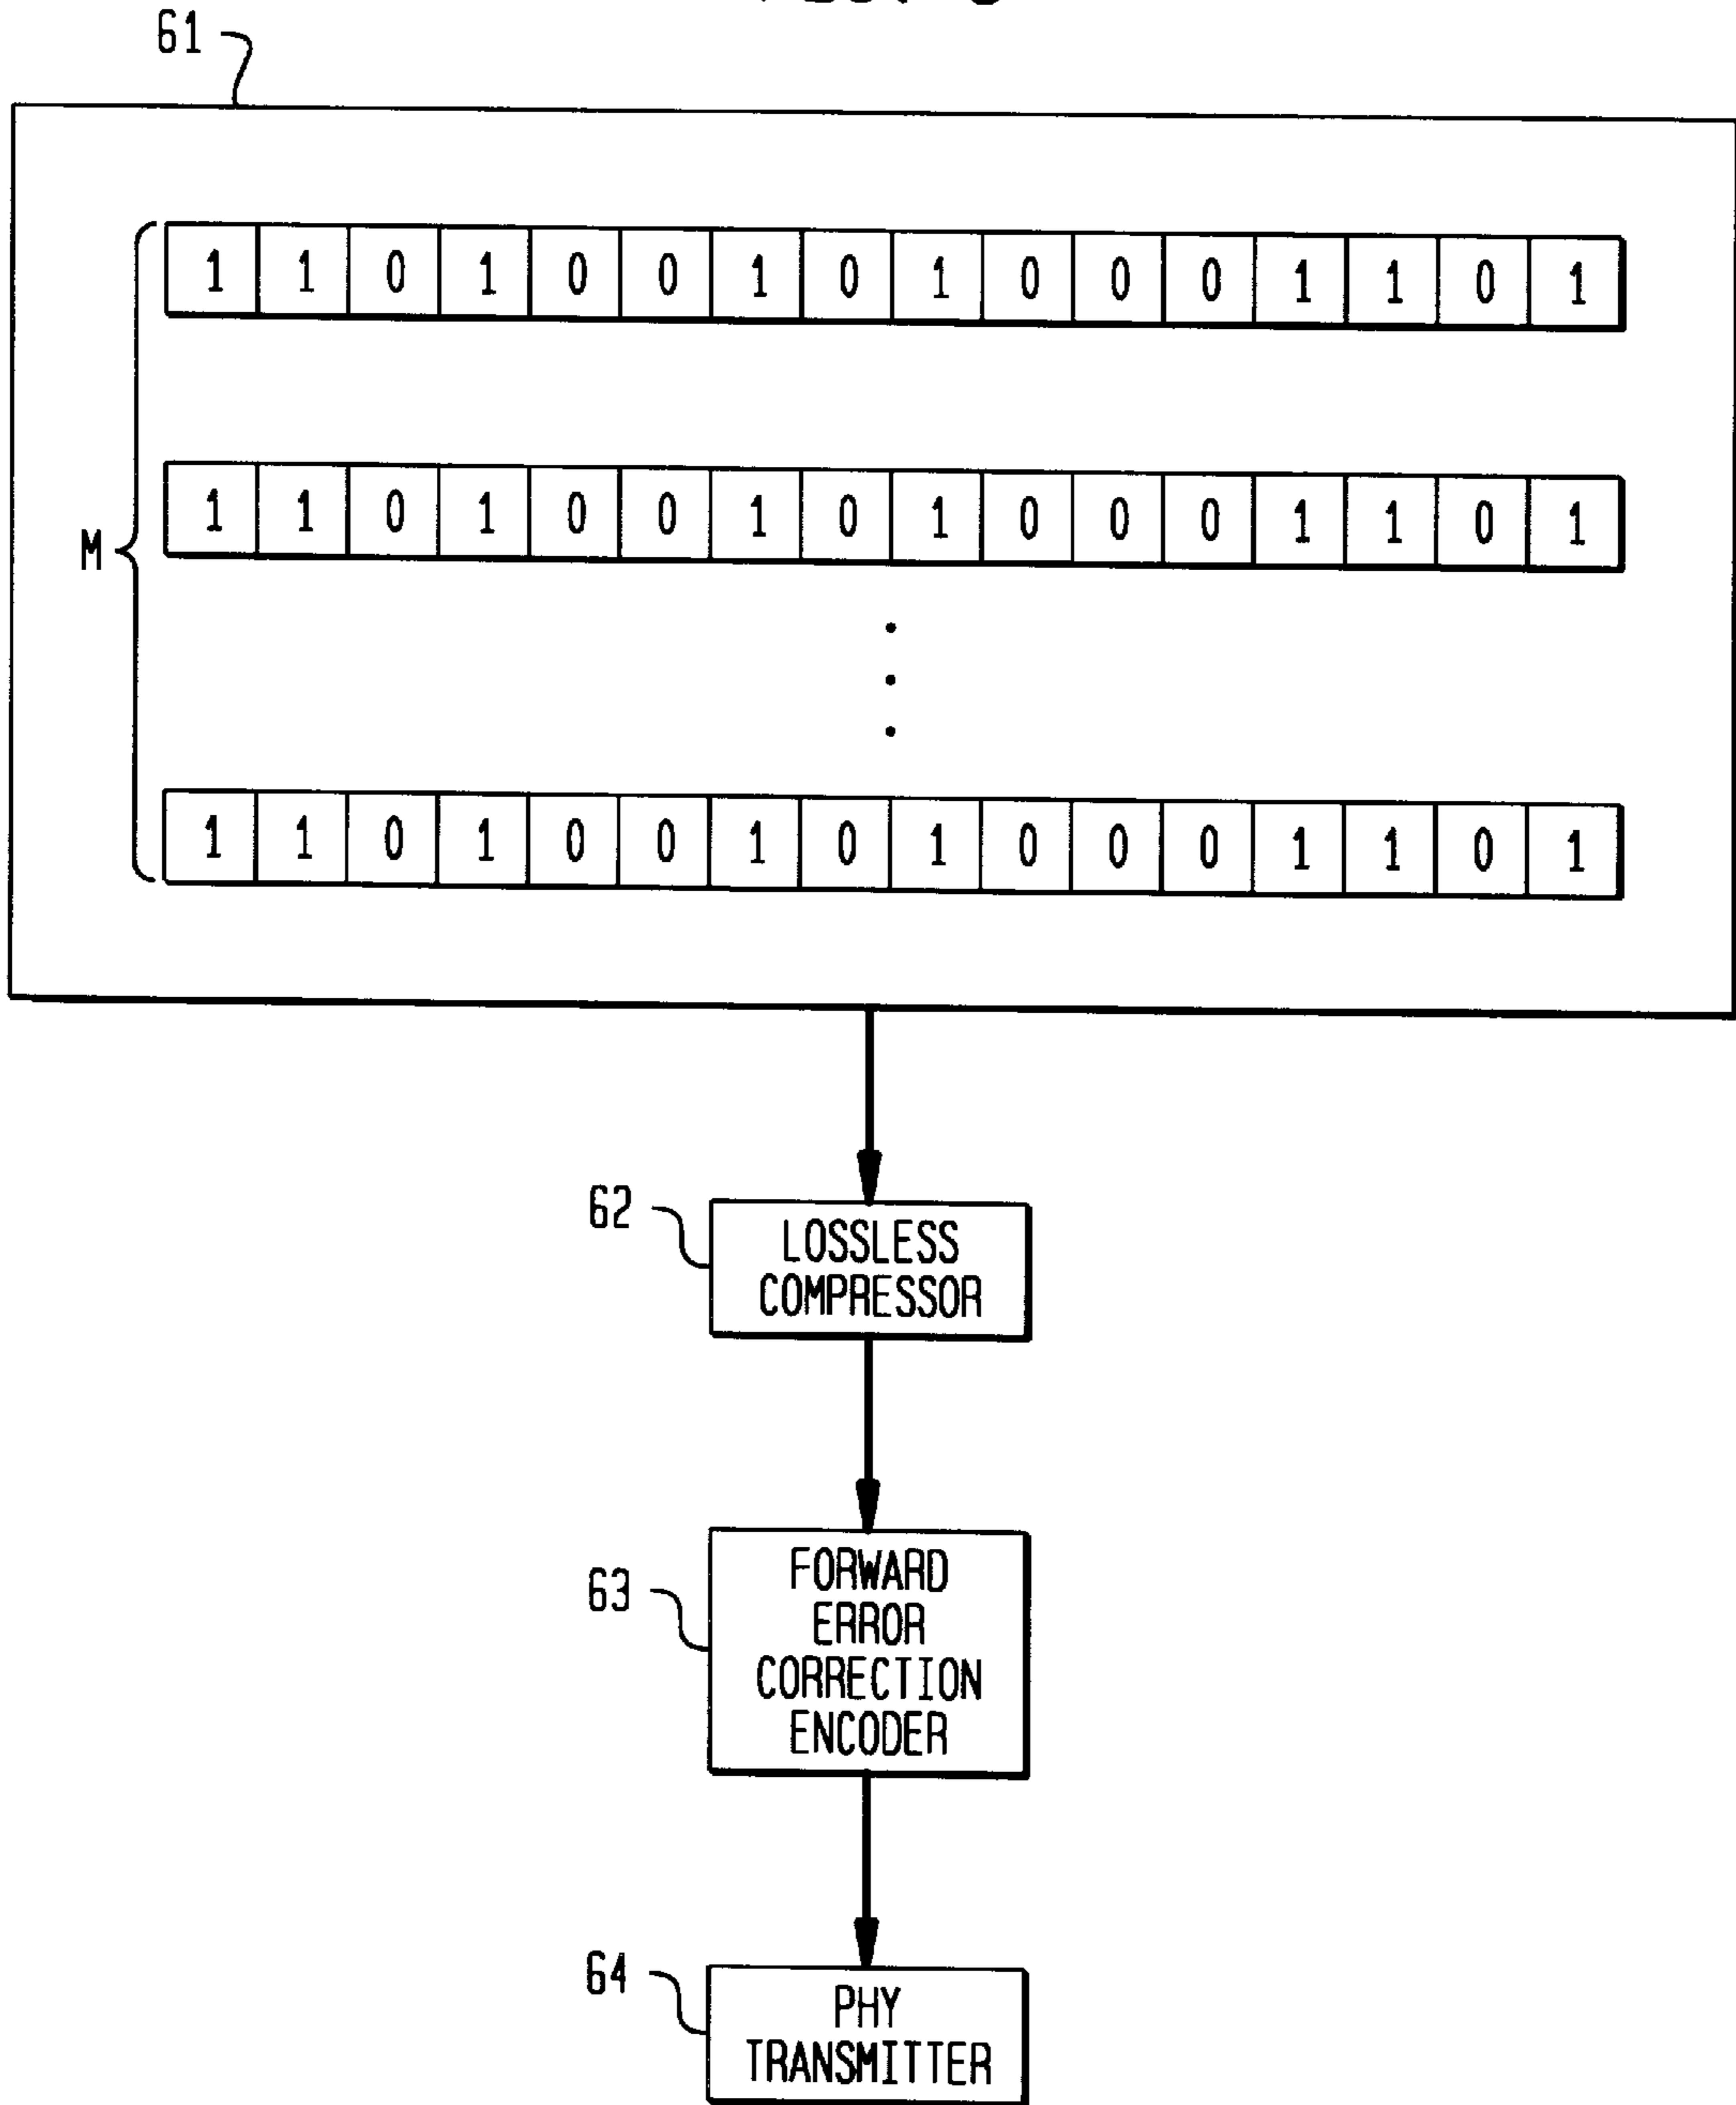 61
1 1 0 1 0 0 1 0 1 0 0 0 1 1 0 1
M
1 1 0 1 0 0 1 0 1 0 0 0 1 1 0 1
1 1 0 1 0 0 1 0 1 0 0 0 1 1 0 1
62
LOSSLESS
COMPRESSOR
63
FORWARD
ERROR
CORRECTION
ENCODER
64
PHY
TRANSMITTER